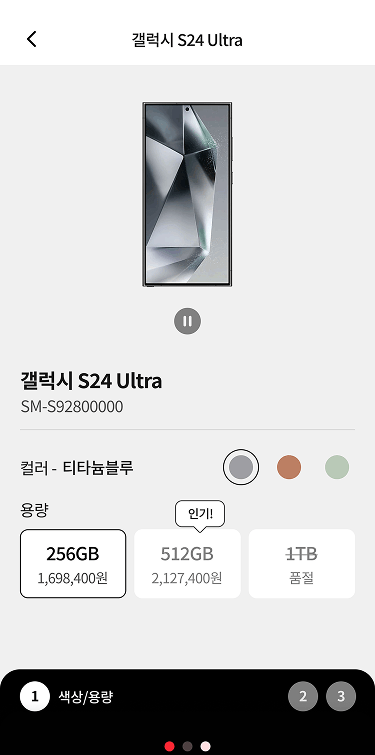 갤럭시 S24 Ultra
갤럭시 S24 Ultra
SM-S92800000
컬러 - 티타늄블루
용량
인기!
256GB 512GB 1TB
1,698,400원 2,127,400원 품절
1 색상/용량 2 3